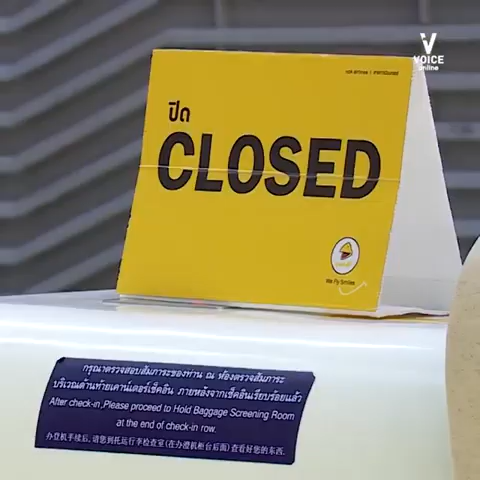 VOICE
online
ปิด
CLOSED
We Fly Smiles
กรุณาตรวจสอบสัมภาระของท่าน ณ ห้องตรวจสัมภาระ
บริเวณด้านท้ายเคาน์เตอร์เช็คอิน ภายหลังจากเช็คอินเรียบร้อยแล้ว
After check-in ,Please proceed to Hold Baggage Screening Room
at the end of check-in row.
办登机手续后, 请您到托运行李检查室(在办澄机柜台后面)查看好您的东西.